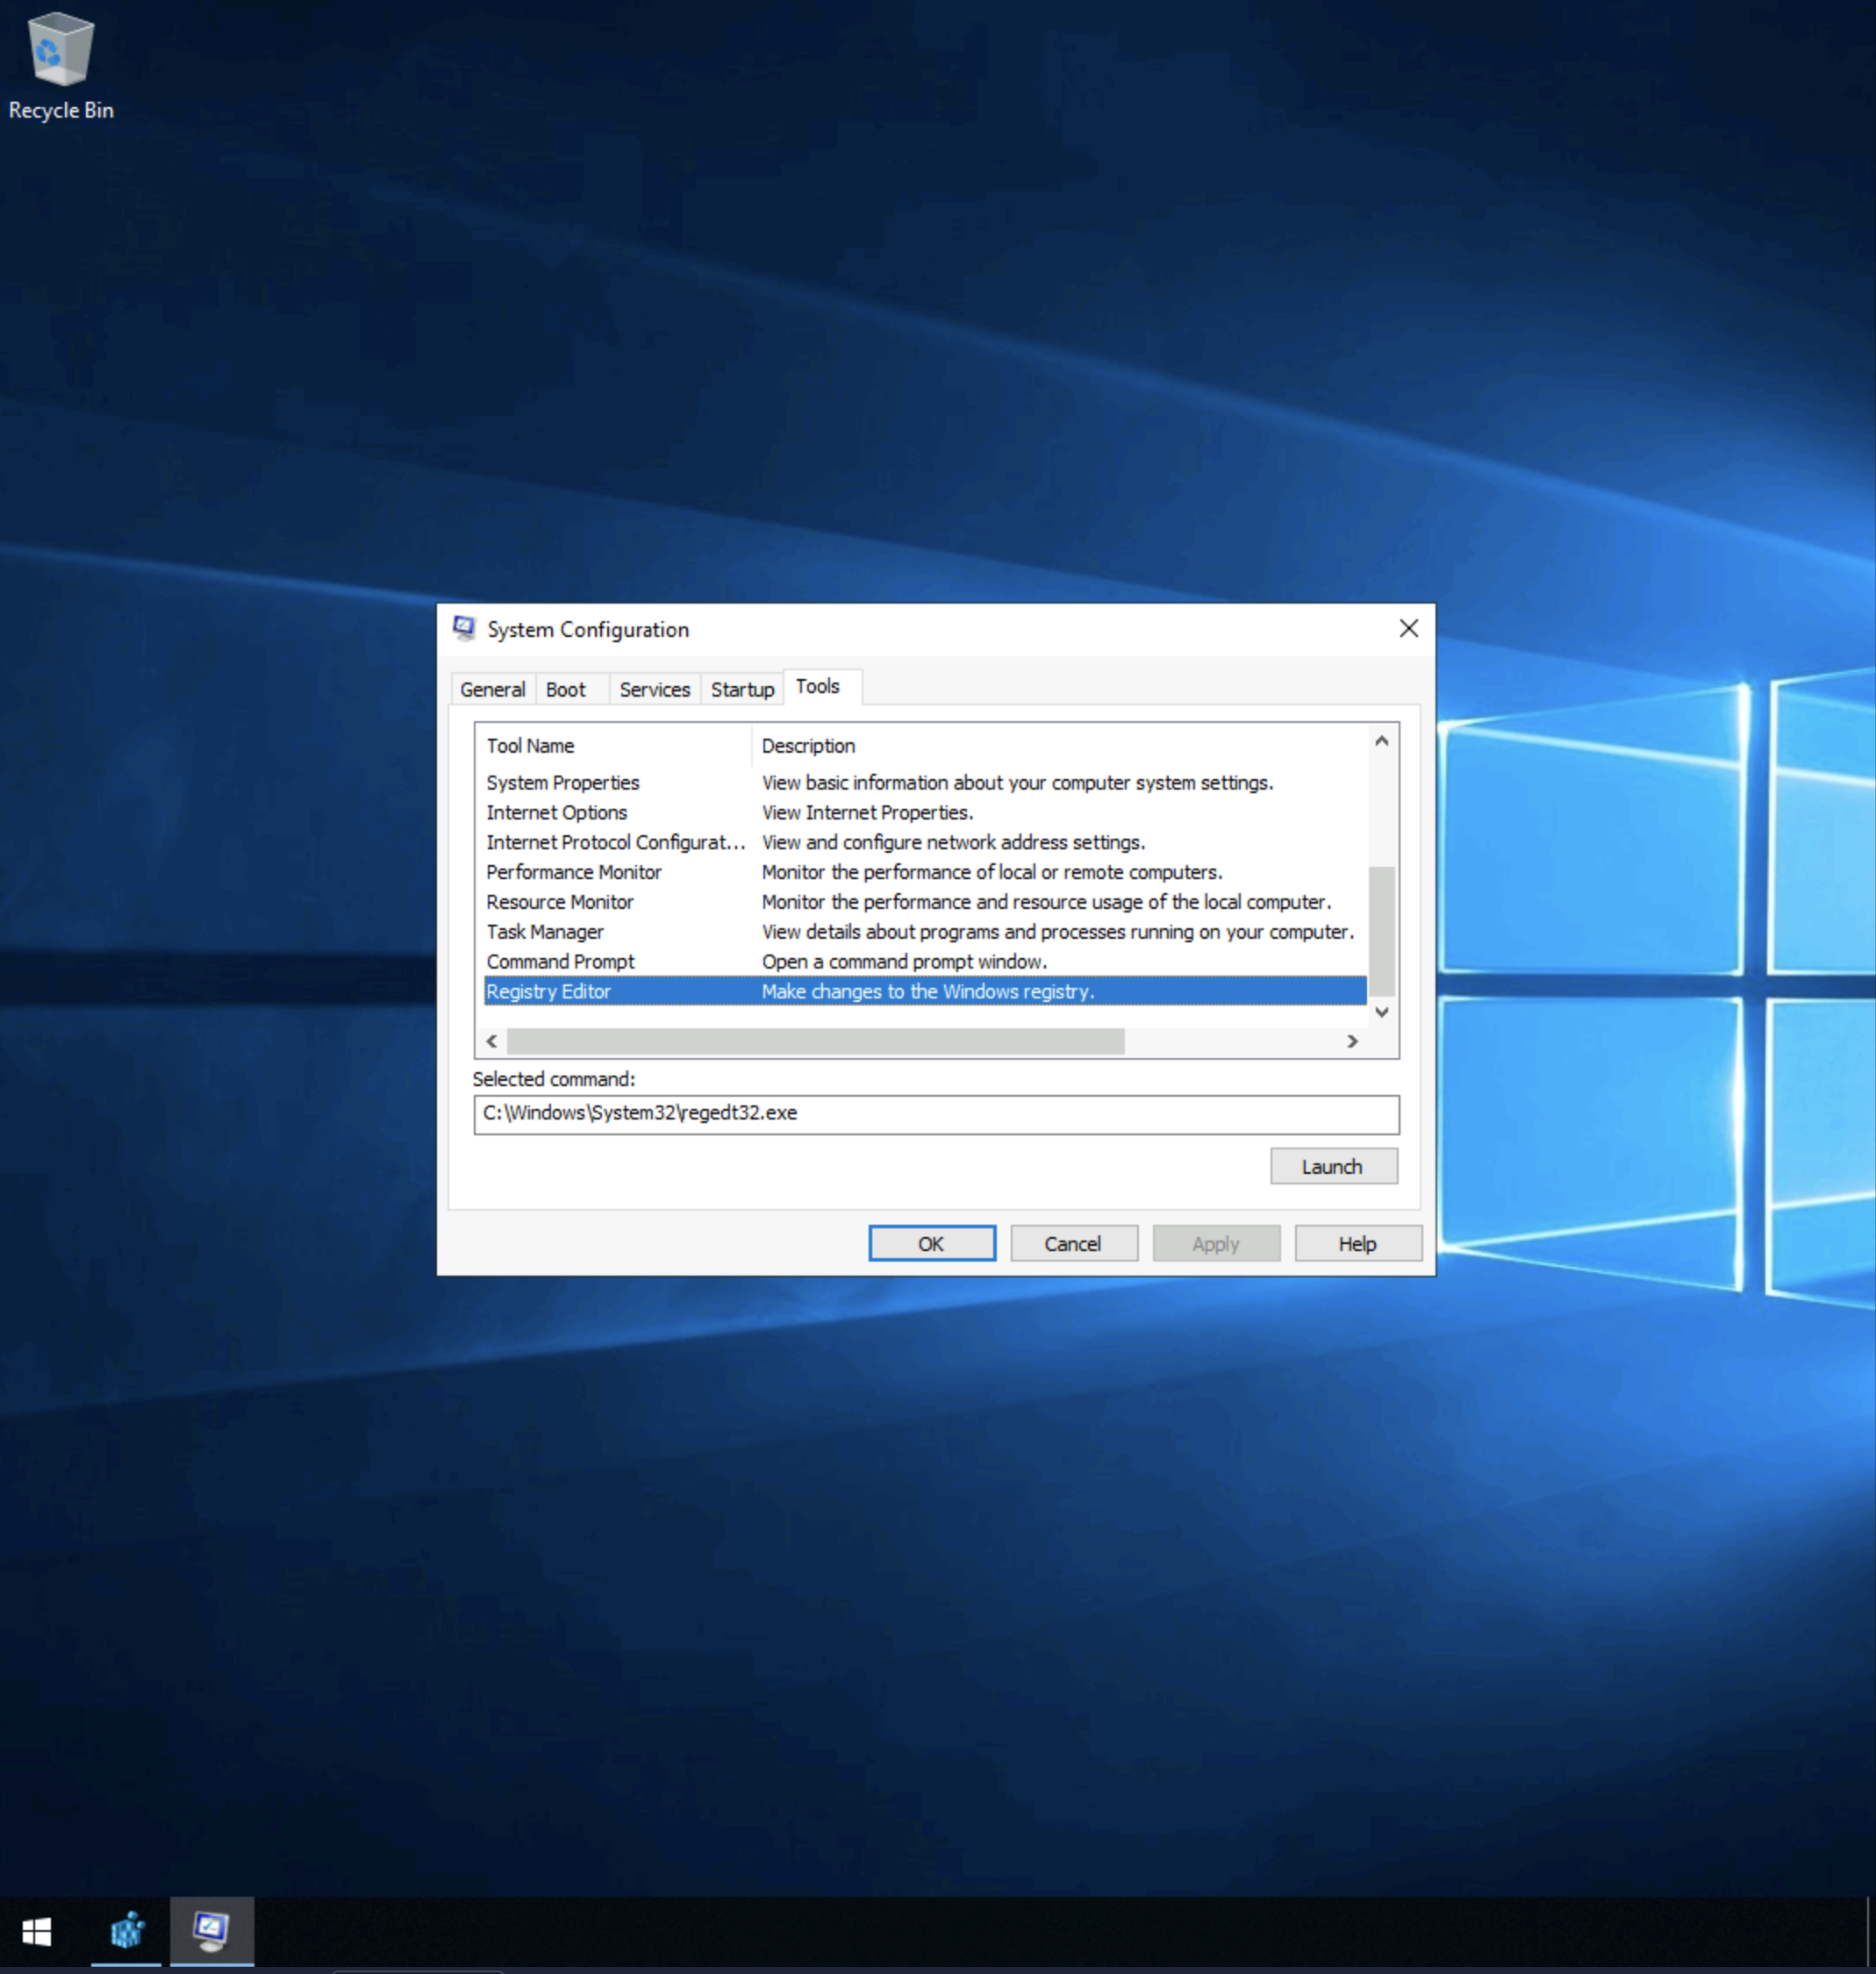 Recycle Bin
System Configuration
General Boot Services Startup Tools
Tool Name Description
System Properties View basic information about your computer system settings.
Internet Options View Internet Properties.
Internet Protocol Configurat... View and configure network address settings.
Performance Monitor Monitor the performance of local or remote computers.
Resource Monitor Monitor the performance and resource usage of the local computer.
Task Manager View details about programs and processes running on your computer.
Command Prompt Open a command prompt window.
Registry Editor Make changes to the Windows registry.
Selected command:
C:\Windows\System32\regedt32.exe
Launch
OK Cancel Apply Help